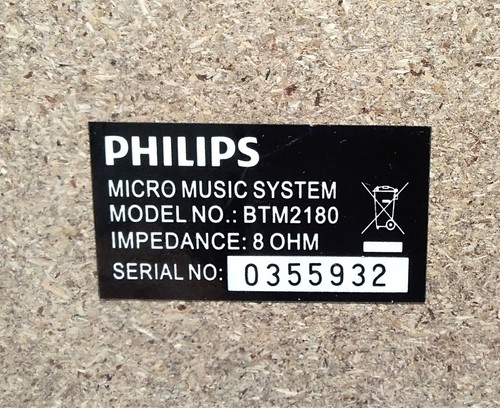 PHILIPS
MICRO MUSIC SYSTEM
MODEL NO.: BTM2180
IMPEDANCE: 8 OHM
SERIAL NO: 0355932